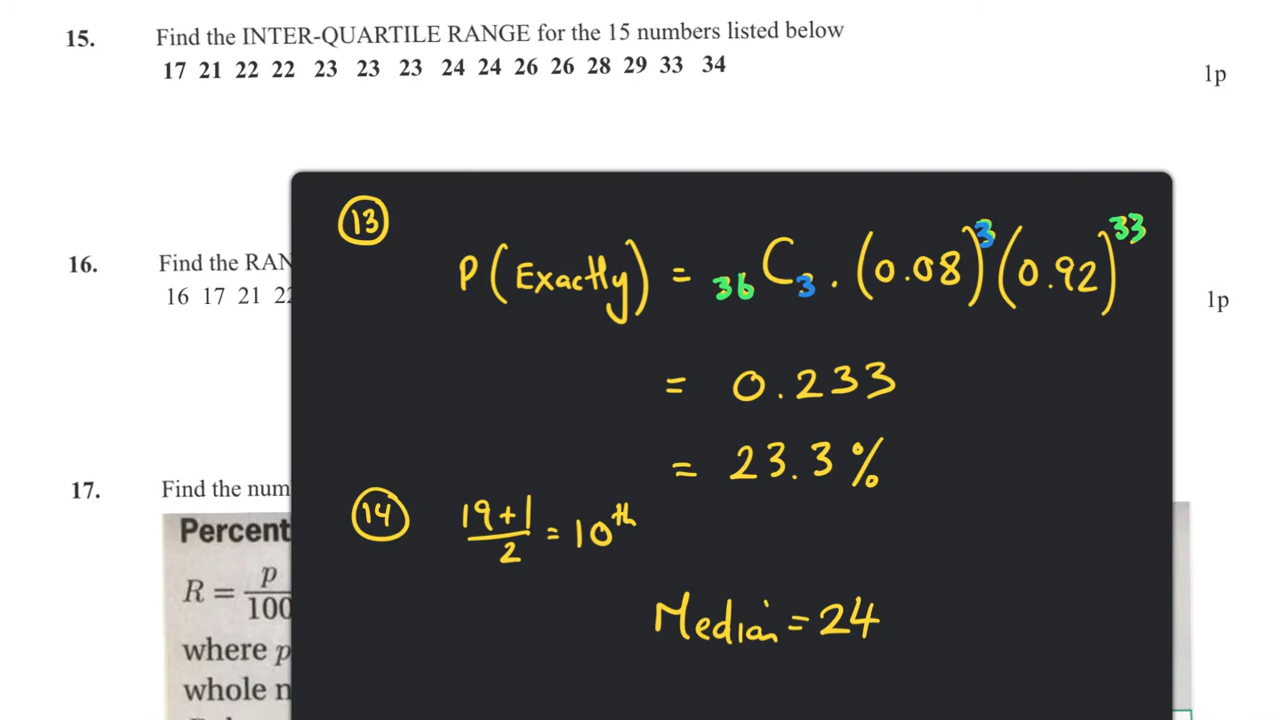 15. Find the INTER-QUARTILE RANGE for the 15 numbers listed below
17 21 22 22 23 23 23 24 24 26 26 28 29 33 34
1p
13
P(Exactly) = 36C3 . (0.08)^3 (0.92)^33
16. Find the
16 17 21
1p
= 0.233
= 23.3%
17. Find the
14 19+1/2 = 10th
Percent
R = p/100
Median = 24
where p
whole